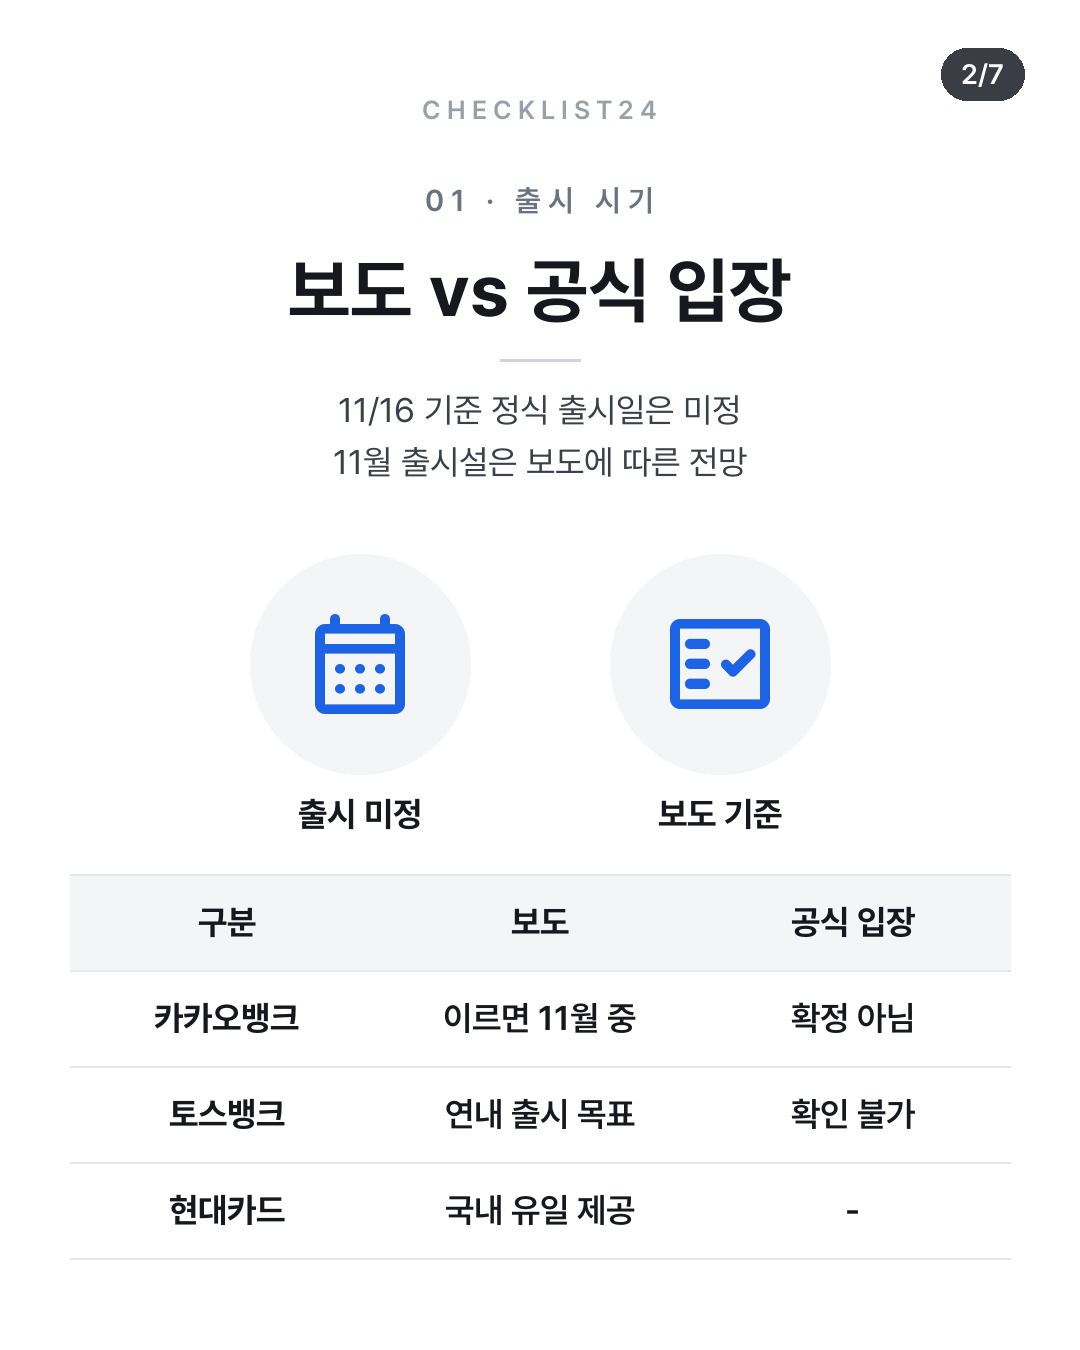 2/7
CHECKLIST24
01 · 출시 시기
보도 vs 공식 입장
11/16 기준 정식 출시일은 미정
11월 출시설은 보도에 따른 전망
출시 미정
보도 기준
구분 보도 공식 입장
카카오뱅크 이르면 11월 중 확정 아님
토스뱅크 연내 출시 목표 확인 불가
현대카드 국내 유일 제공 -